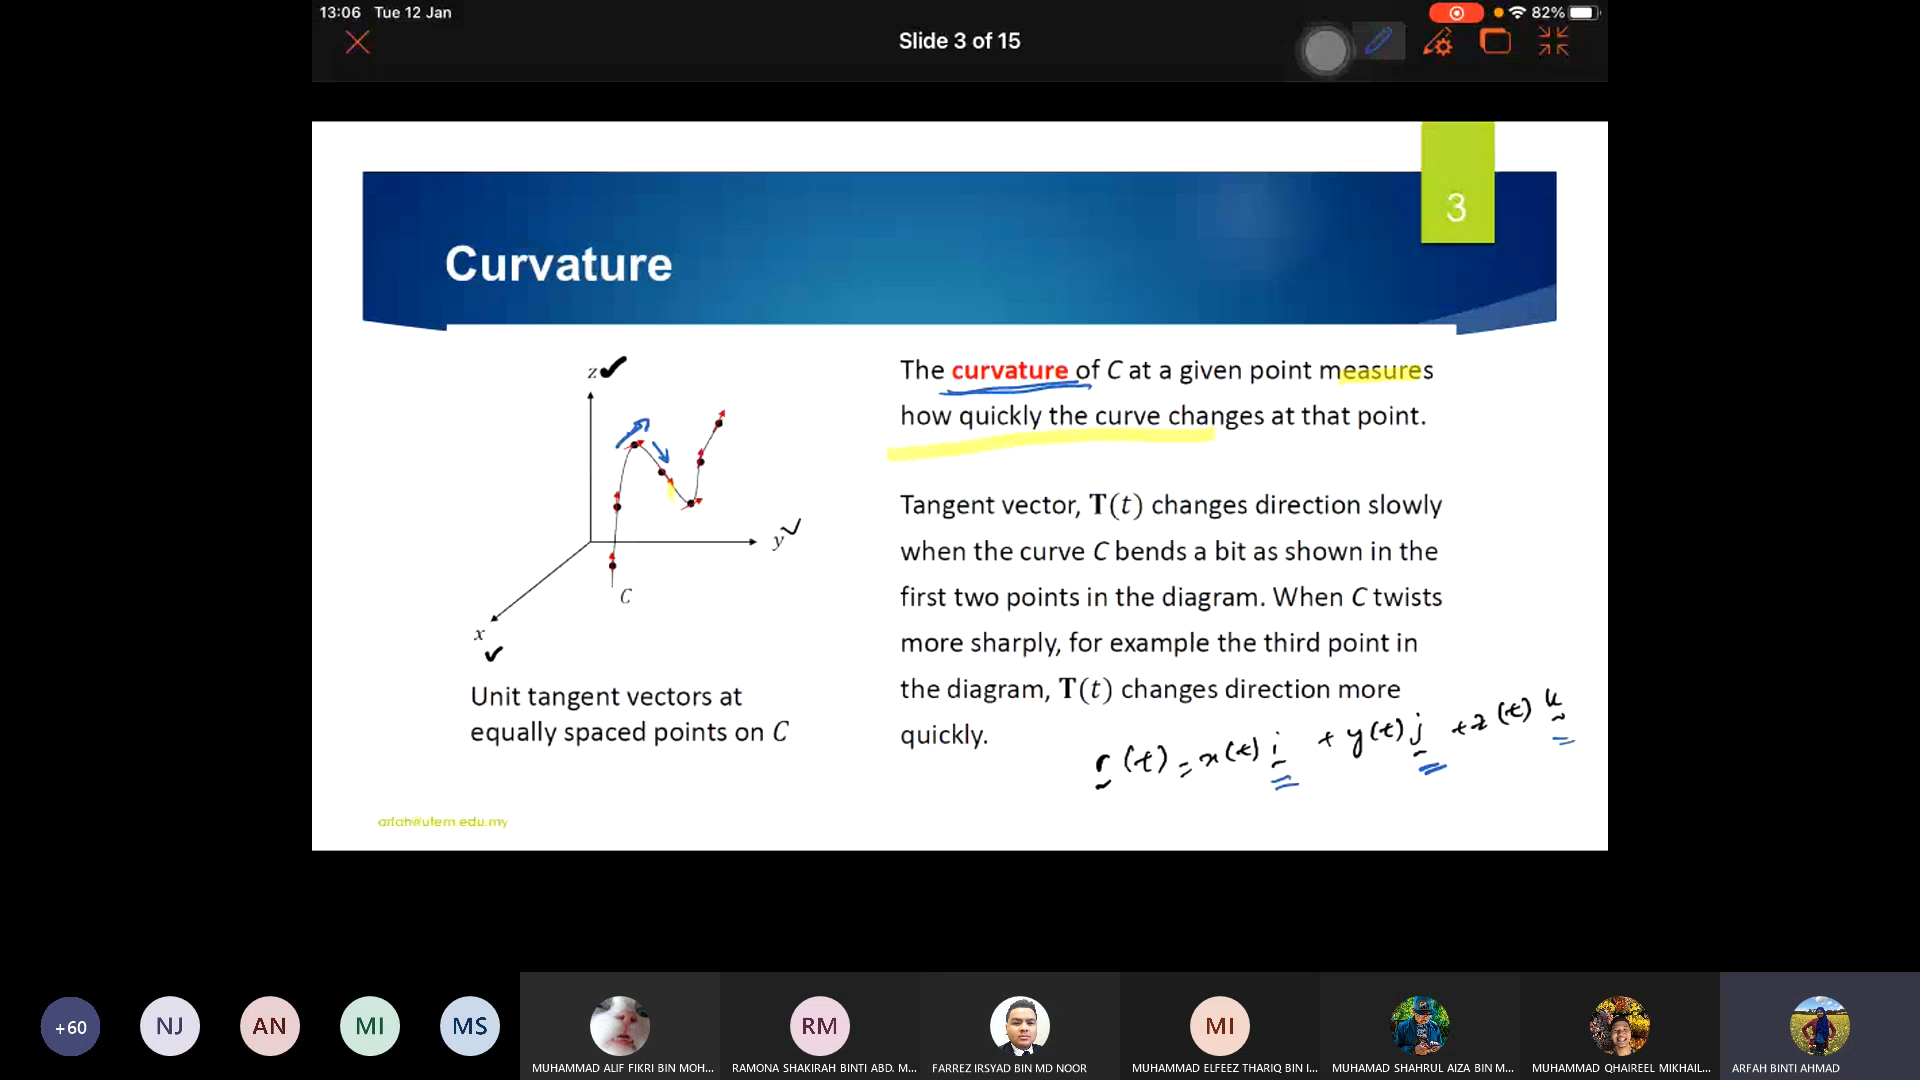 13:06 Tue 12 Jan
82%
Slide 3 of 15
3
Curvature
z
y
C
x
Unit tangent vectors at
equally spaced points on C
The curvature of C at a given point measures
how quickly the curve changes at that point.
Tangent vector, T(t) changes direction slowly
when the curve C bends a bit as shown in the
first two points in the diagram. When C twists
more sharply, for example the third point in
the diagram, T(t) changes direction more
quickly.
r(t) = x(t) i + y(t) j + z(t) k
arfah@utem.edu.my
+60
NJ
AN
MI
MS
RM
MI
MUHAMMAD ALIF FIKRI BIN MOH...
RAMONA SHAKIRAH BINTI ABD. M...
FARREZ IRSYAD BIN MD NOOR
MUHAMMAD ELFEEZ THARIQ BIN I...
MUHAMAD SHAHRUL AIZA BIN M...
MUHAMMAD QHAIREEL MIKHAIL...
ARFAH BINTI AHMAD